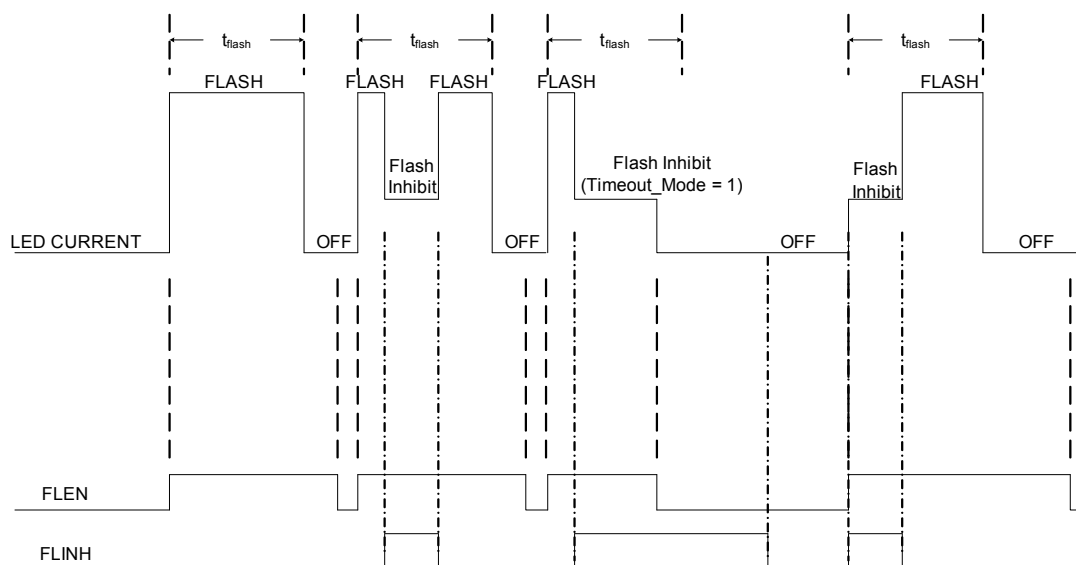 tflash tflash tflash tflash
FLASH FLASH FLASH FLASH FLASH
Flash
Inhibit
Flash Inhibit
(Timeout_Mode = 1)
Flash
Inhibit
LED CURRENT OFF OFF OFF OFF
FLEN
FLINH